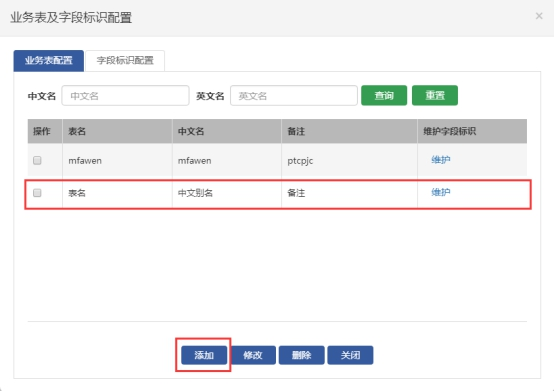 业务表及字段标识配置 ×
业务表配置 字段标识配置
中文名 中文名 英文名 英文名 查询 重置
操作 表名 中文名 备注 维护字段标识
mfawen mfawen ptcpjc 维护
表名 中文别名 备注 维护
添加 修改 删除 关闭